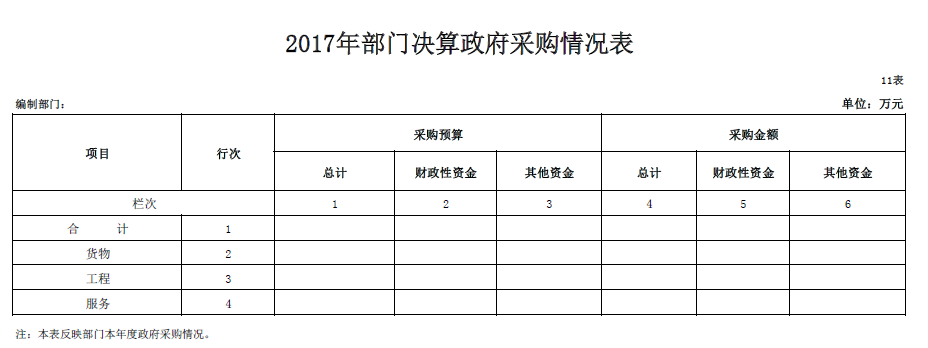 2017年部门决算政府采购情况表
11表
编制部门： 单位：万元
项目 行次 采购预算 采购金额
总计 财政性资金 其他资金 总计 财政性资金 其他资金
栏次 1 2 3 4 5 6
合 计 1
货物 2
工程 3
服务 4
注：本表反映部门本年度政府采购情况。